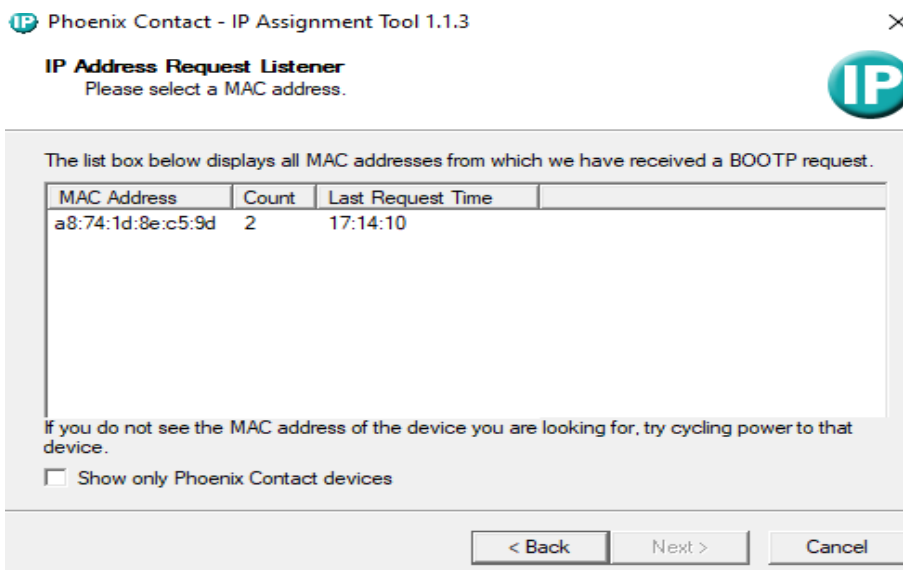 IP Phoenix Contact - IP Assignment Tool 1.1.3
IP Address Request Listener
Please select a MAC address.
IP
The list box below displays all MAC addresses from which we have received a BOOTP request.
MAC Address Count Last Request Time
a8:74:1d:8e:c5:9d 2 17:14:10
If you do not see the MAC address of the device you are looking for, try cycling power to that
device.
Show only Phoenix Contact devices
< Back Next > Cancel